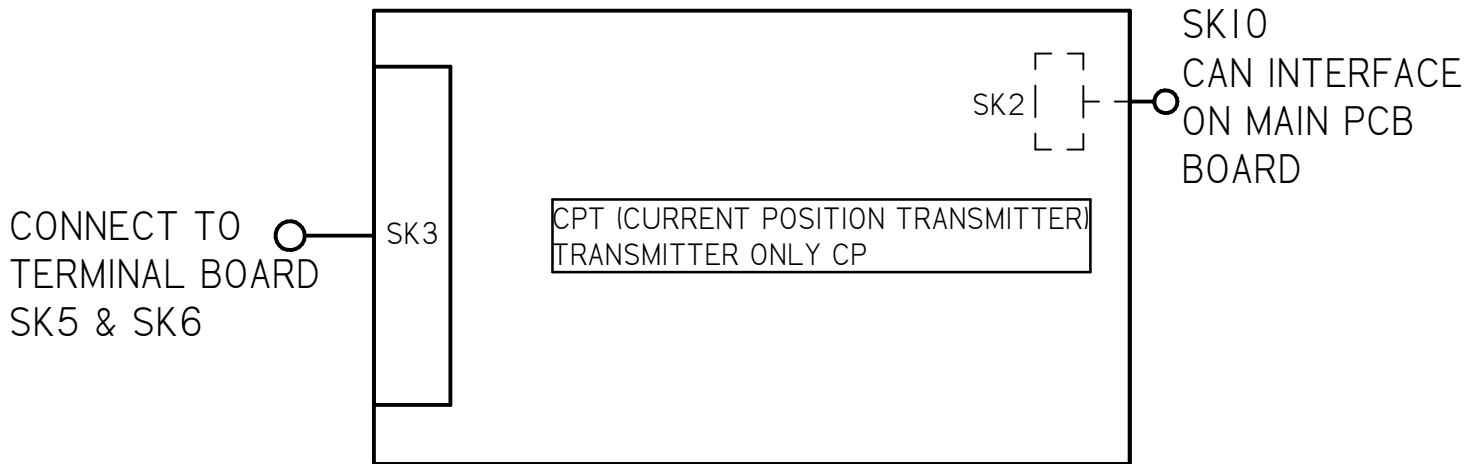 SK10
CAN INTERFACE
ON MAIN PCB
BOARD
SK2
CONNECT TO
TERMINAL BOARD
SK5 & SK6
SK3
CPT (CURRENT POSITION TRANSMITTER)
TRANSMITTER ONLY CP